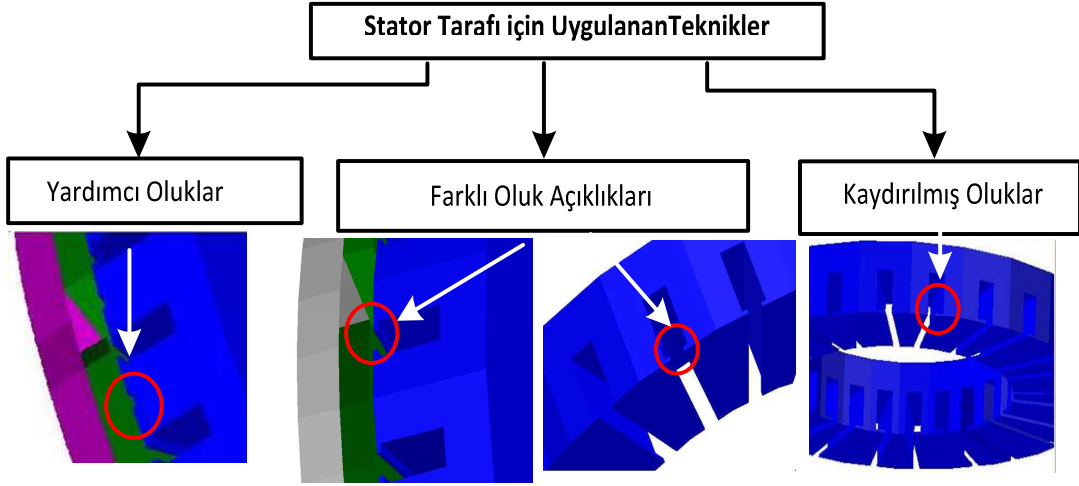 Stator Tarafı için UygulananTeknikler
Yardımcı Oluklar
Farklı Oluk Açıklıkları
Kaydırılmış Oluklar